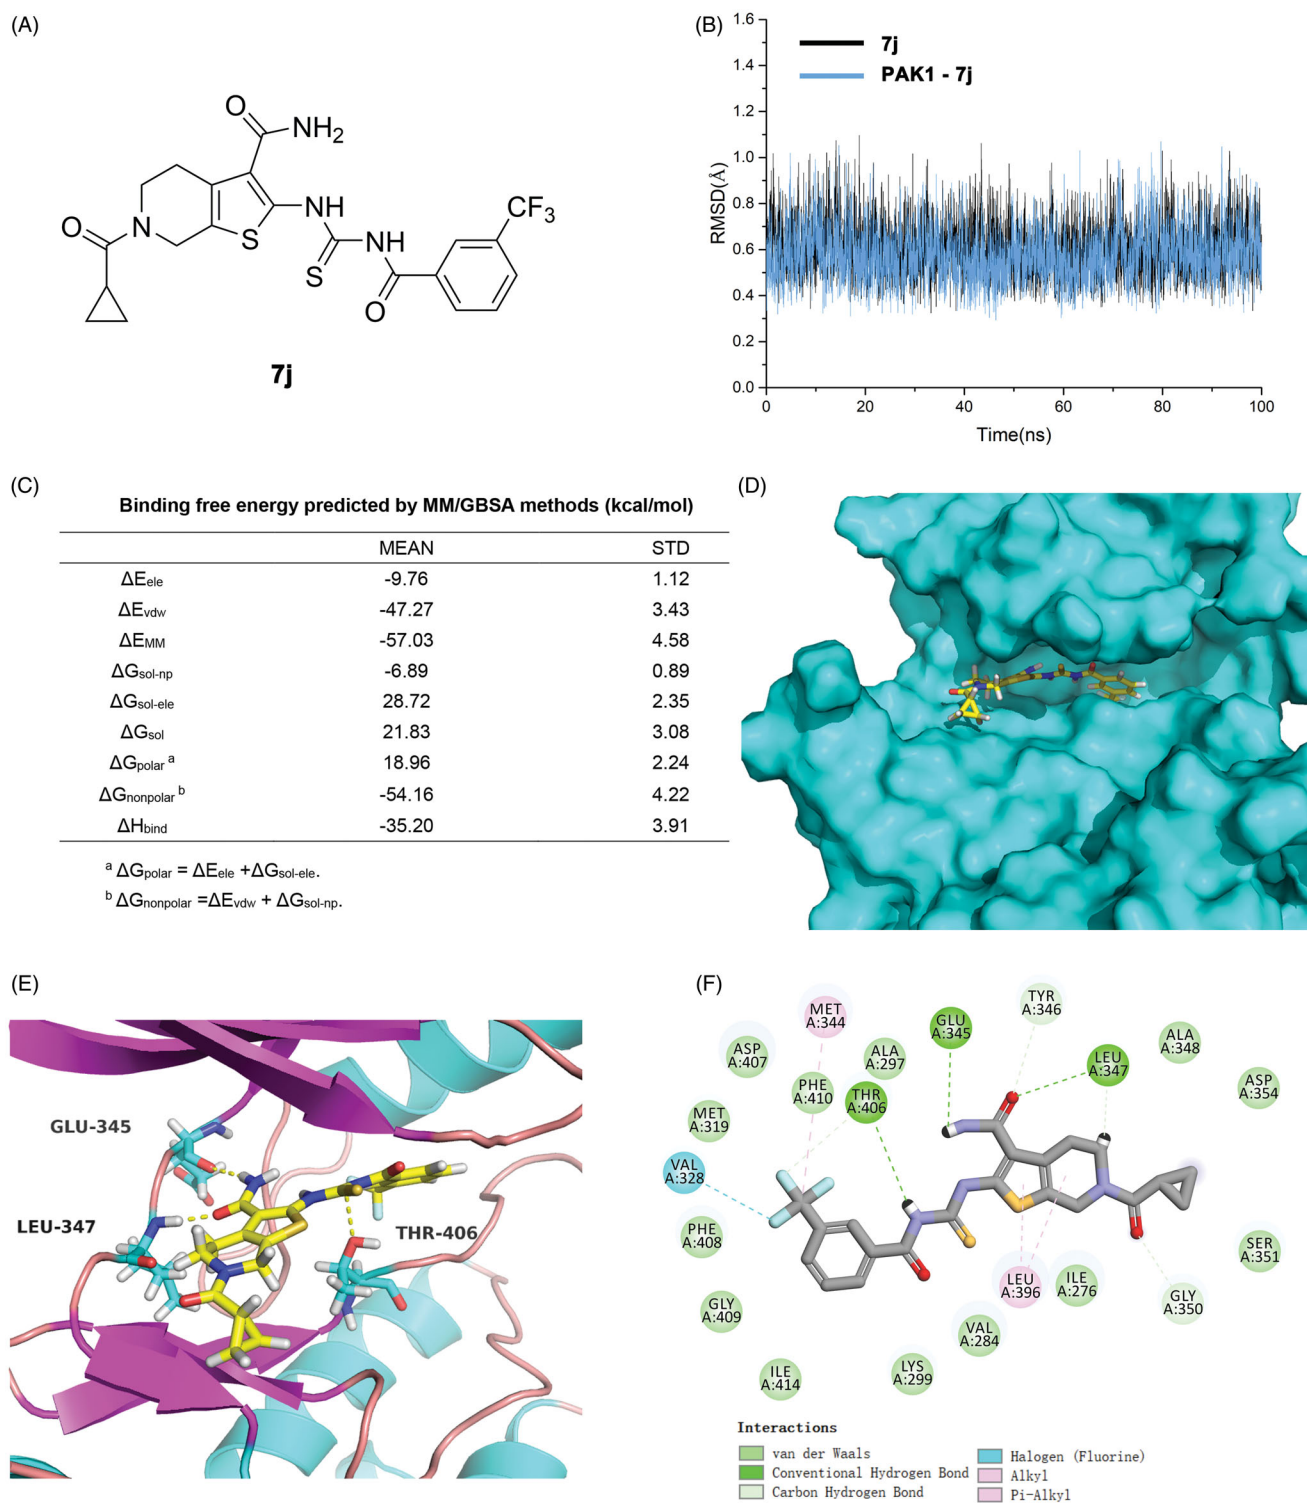 (A)
O
NH2
O
N
S
NH
NH
S
O
CF3
7j
(B)
7j
PAK1 - 7j
RMSD(Å)
1.6
1.4
1.2
1.0
0.8
0.6
0.4
0.2
0.0
0 20 40 60 80 100
Time(ns)
(C)
Binding free energy predicted by MM/GBSA methods (kcal/mol)
MEAN STD
ΔEele -9.76 1.12
ΔEvdw -47.27 3.43
ΔEMM -57.03 4.58
ΔGsol-np -6.89 0.89
ΔGsol-ele 28.72 2.35
ΔGsol 21.83 3.08
ΔGpolar a 18.96 2.24
ΔGnonpolar b -54.16 4.22
ΔHbind -35.20 3.91
a ΔGpolar = ΔEele +ΔGsol-ele.
b ΔGnonpolar =ΔEvdw + ΔGsol-np.
(D)
(E)
GLU-345
LEU-347
THR-406
(F)
MET
A:344
GLU
A:345
TYR
A:346
ASP
A:407
ALA
A:297
LEU
A:347
ALA
A:348
PHE
A:410
THR
A:406
ASP
A:354
MET
A:319
VAL
A:328
PHE
A:408
SER
A:351
LEU
A:396
ILE
A:276
GLY
A:350
GLY
A:409
VAL
A:284
ILE
A:414
LYS
A:299
Interactions
van der Waals
Conventional Hydrogen Bond
Carbon Hydrogen Bond
Halogen (Fluorine)
Alkyl
Pi-Alkyl